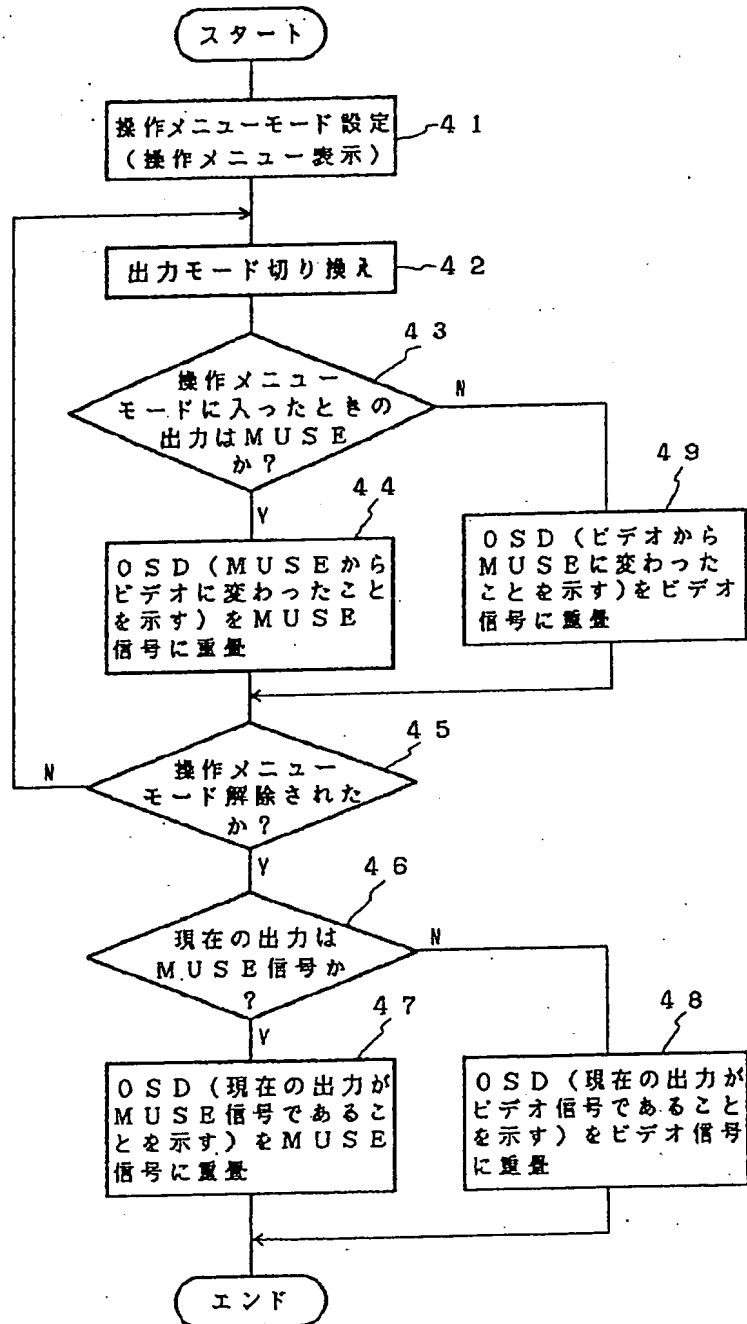 スタート
操作メニューモード設定
(操作メニュー表示)
41
出力モード切り換え
42
43
操作メニュー
モードに入ったときの
出力はMUSE
か?
N
Y
44
OSD(MUSEから
ビデオに変わったこと
を示す)をMUSE
信号に重畳
49
OSD(ビデオから
MUSEに変わった
ことを示す)をビデオ
信号に重畳
45
操作メニュー
モード解除された
か?
N
Y
46
現在の出力は
MUSE信号か
?
N
Y
47
OSD(現在の出力が
MUSE信号であるこ
とを示す)をMUSE
信号に重畳
48
OSD(現在の出力が
ビデオ信号であること
を示す)をビデオ信号
に重畳
エンド